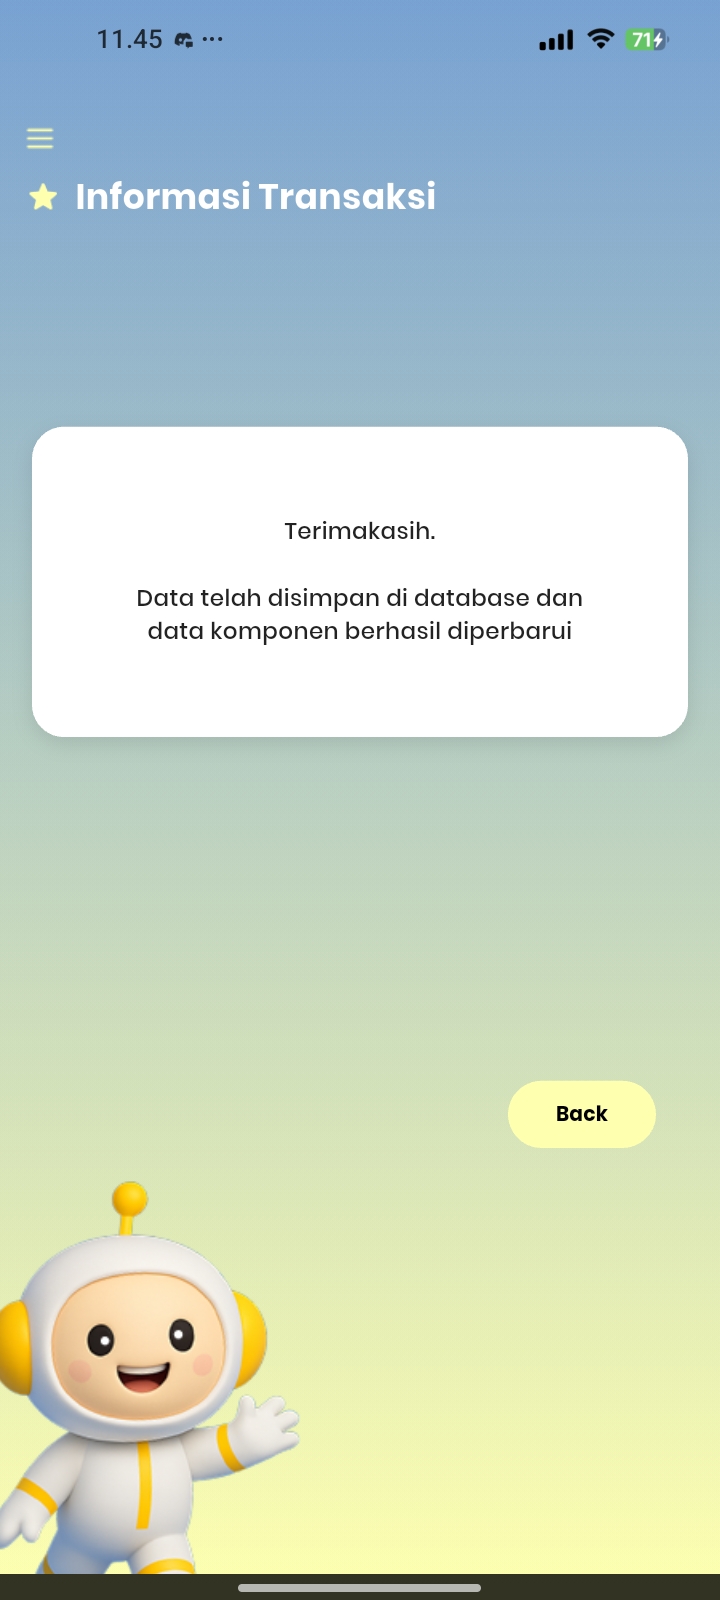 11.45
71
Informasi Transaksi
Terimakasih.
Data telah disimpan di database dan
data komponen berhasil diperbarui
Back